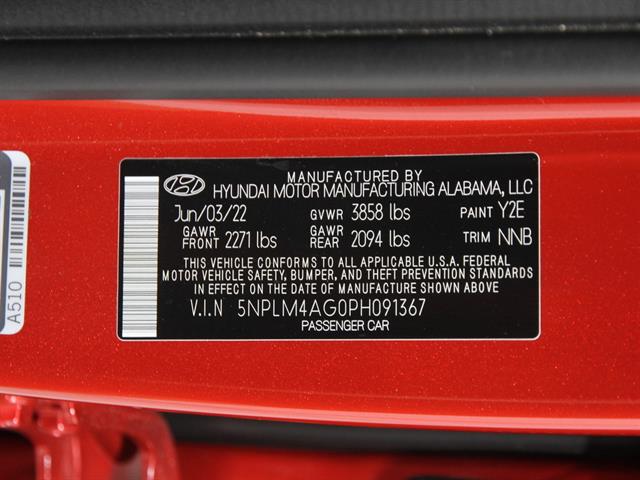 MANUFACTURED BY
HYUNDAI MOTOR MANUFACTURING ALABAMA, LLC
Jun/03/22 GVWR 3858 lbs PAINT Y2E
GAWR FRONT 2271 lbs GAWR REAR 2094 lbs TRIM NNB
THIS VEHICLE CONFORMS TO ALL APPLICABLE U.S.A. FEDERAL
MOTOR VEHICLE SAFETY, BUMPER, AND THEFT PREVENTION STANDARDS
IN EFFECT ON THE DATE OF MANUFACTURE SHOWN ABOVE.
V.I.N 5NPLM4AG0PH091367
PASSENGER CAR
A510